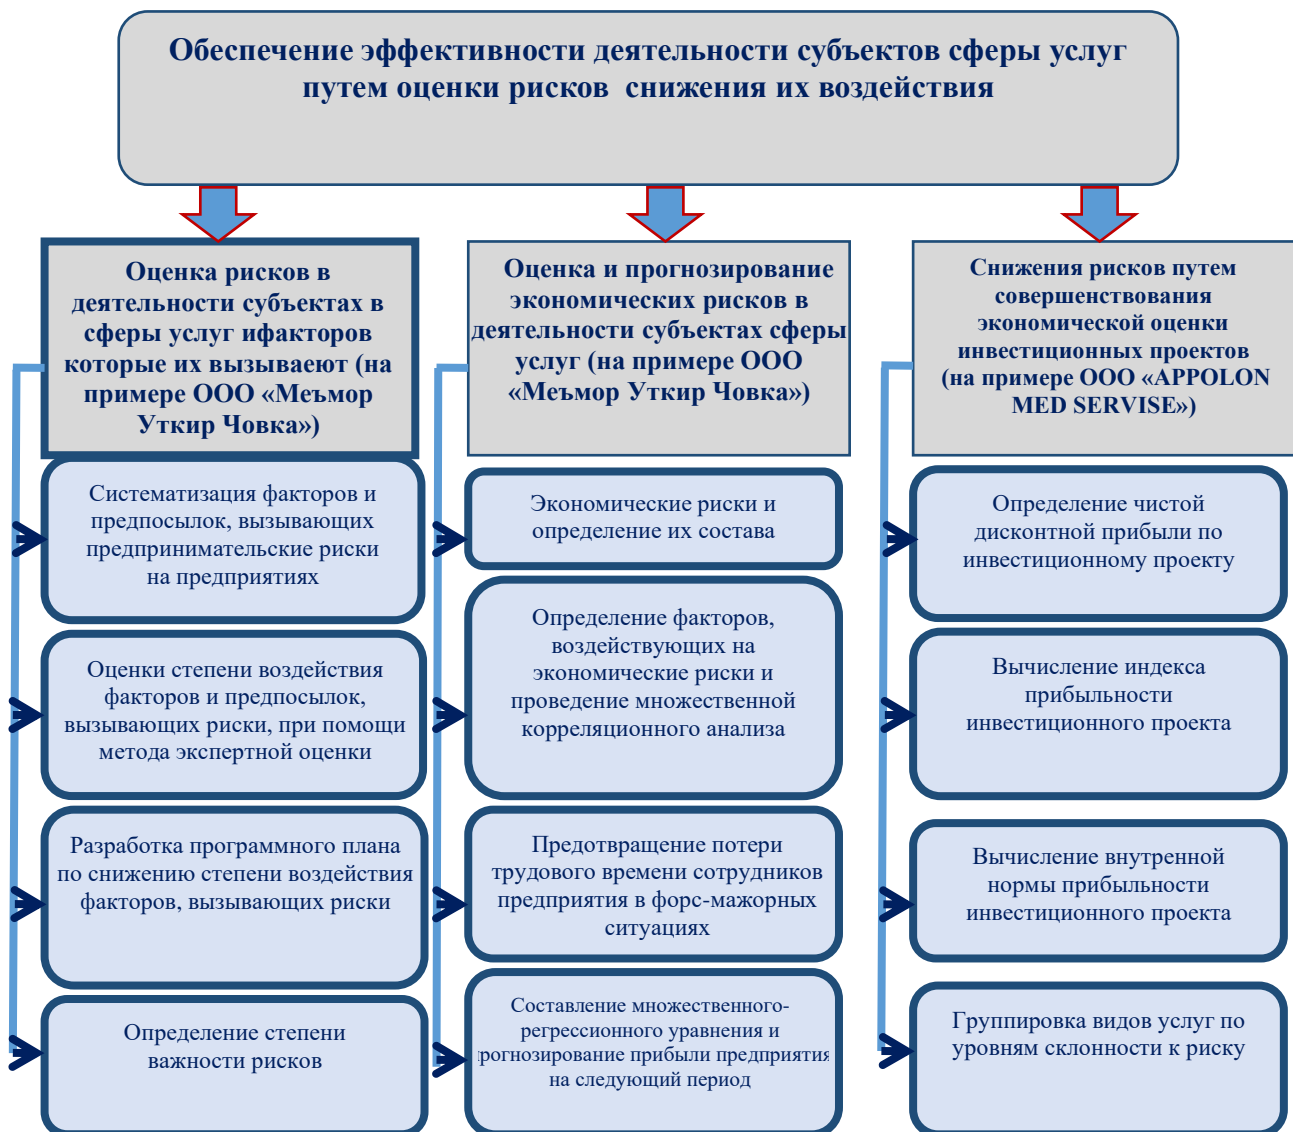 Обеспечение эффективности деятельности субъектов сферы услуг
путем оценки рисков снижения их воздействия
Оценка рисков в
деятельности субъектах в
сферы услуг ифакторов
которые их вызываеют (на
примере ООО «Меъмор
Уткир Човка»)
Систематизация факторов и
предпосылок, вызывающих
предпринимательские риски
на предприятиях
Оценки степени воздействия
факторов и предпосылок,
вызывающих риски, при помощи
метода экспертной оценки
Разработка программного плана
по снижению степени воздействия
факторов, вызывающих риски
Определение степени
важности рисков
Оценка и прогнозирование
экономических рисков в
деятельности субъектах сферы
услуг (на примере ООО
«Меъмор Уткир Човка»)
Экономические риски и
определение их состава
Определение факторов,
воздействующих на
экономические риски и
проведение множественной
корреляционного анализа
Предотвращение потери
трудового времени сотрудников
предприятия в форс-мажорных
ситуациях
Составление множественного-
регрессионного уравнения и
рогнозирование прибыли предприятия
на следующий период
Снижения рисков путем
совершенствования
экономической оценки
инвестиционных проектов
(на примере ООО «APPOLON
MED SERVISE»)
Определение чистой
дисконтной прибыли по
инвестиционному проекту
Вычисление индекса
прибыльности
инвестиционного проекта
Вычисление внутренной
нормы прибыльности
инвестиционного проекта
Группировка видов услуг по
уровням склонности к риску